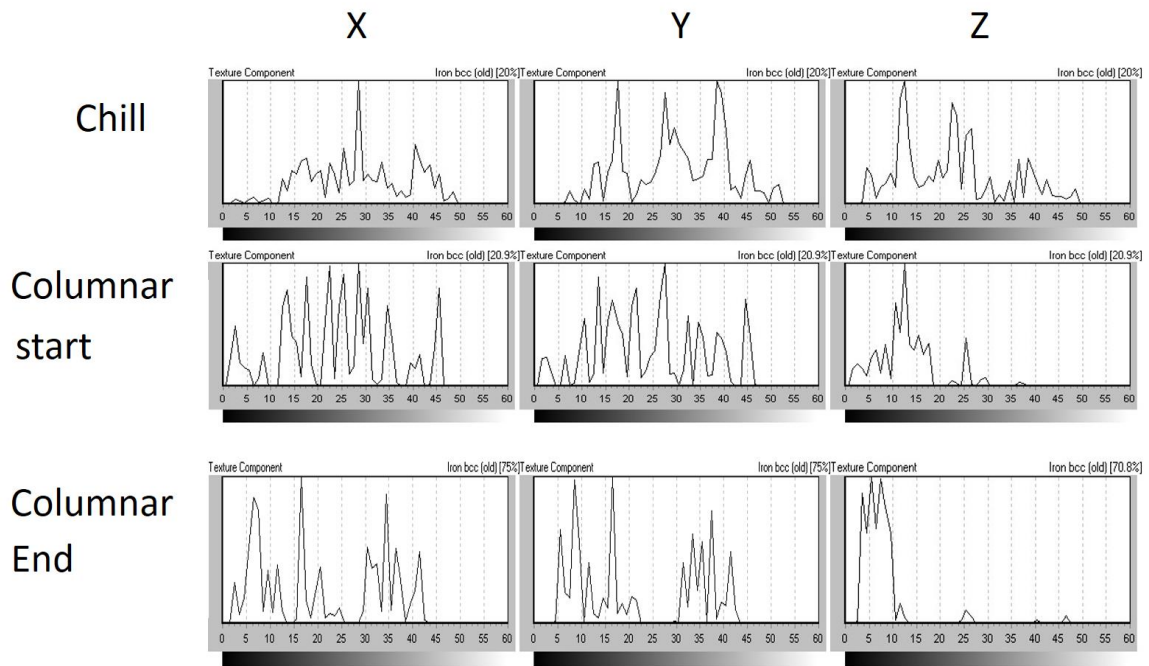 X Y Z
Texture Component Iron bcc (old) [20%] Texture Component Iron bcc (old) [20%] Texture Component Iron bcc (old) [20%]
Chill
0 5 10 15 20 25 30 35 40 45 50 55 60 0 5 10 15 20 25 30 35 40 45 50 55 60 0 5 10 15 20 25 30 35 40 45 50 55 60
Texture Component Iron bcc (old) [20.9%] Texture Component Iron bcc (old) [20.9%] Texture Component Iron bcc (old) [20.9%]
Columnar
start
0 5 10 15 20 25 30 35 40 45 50 55 60 0 5 10 15 20 25 30 35 40 45 50 55 60 0 5 10 15 20 25 30 35 40 45 50 55 60
Texture Component Iron bcc (old) [75%] Texture Component Iron bcc (old) [75%] Texture Component Iron bcc (old) [70.8%]
Columnar
End
0 5 10 15 20 25 30 35 40 45 50 55 60 0 5 10 15 20 25 30 35 40 45 50 55 60 0 5 10 15 20 25 30 35 40 45 50 55 60